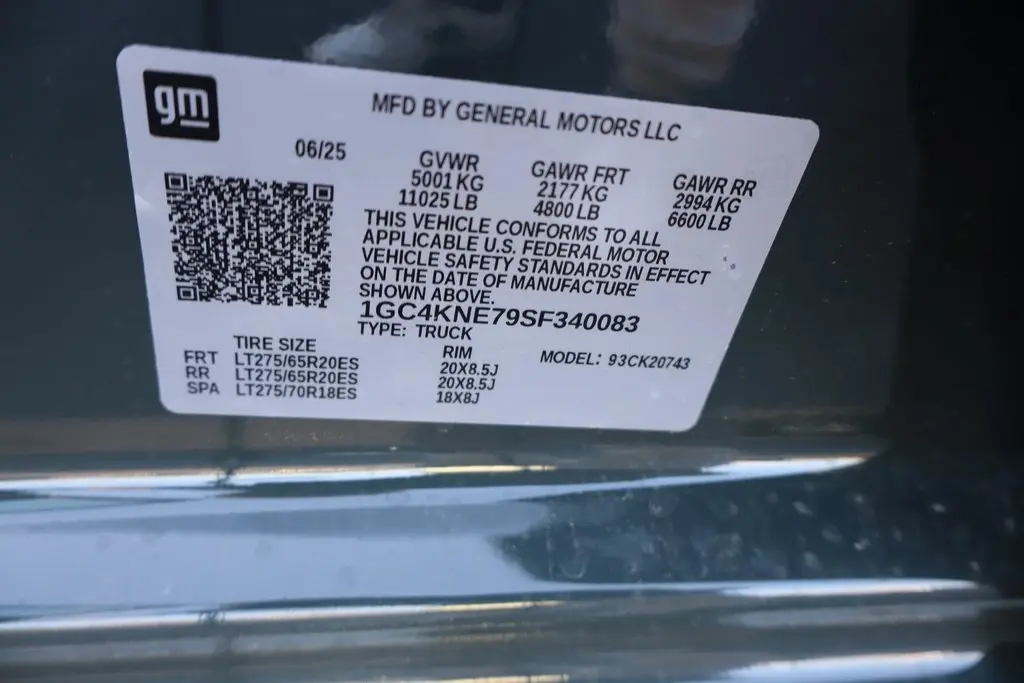 gm
MFD BY GENERAL MOTORS LLC
06/25
GVWR
5001 KG
11025 LB
GAWR FRT
2177 KG
4800 LB
GAWR RR
2994 KG
6600 LB
THIS VEHICLE CONFORMS TO ALL
APPLICABLE U.S. FEDERAL MOTOR
VEHICLE SAFETY STANDARDS IN EFFECT
ON THE DATE OF MANUFACTURE
SHOWN ABOVE.
1GC4KNE79SF340083
TYPE: TRUCK
TIRE SIZE RIM MODEL: 93CK20743
FRT LT275/65R20ES 20X8.5J
RR LT275/65R20ES 20X8.5J
SPA LT275/70R18ES 18X8J